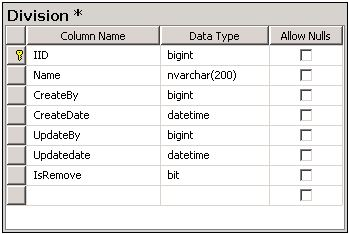 Division *
Column Name Data Type Allow Nulls
IID bigint
Name nvarchar(200)
CreateBy bigint
CreateDate datetime
UpdateBy bigint
Updatedate datetime
IsRemove bit